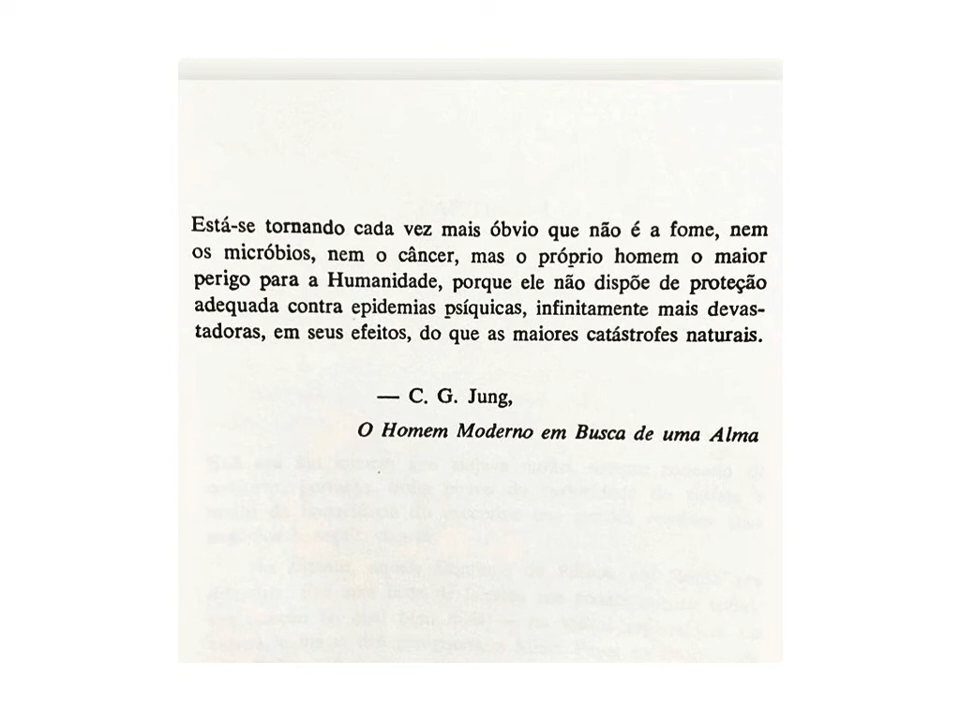 Está-se tornando cada vez mais óbvio que não é a fome, nem
os micróbios, nem o câncer, mas o próprio homem o maior
perigo para a Humanidade, porque ele não dispõe de proteção
adequada contra epidemias psíquicas, infinitamente mais devas-
tadoras, em seus efeitos, do que as maiores catástrofes naturais.
— C. G. Jung,
O Homem Moderno em Busca de uma Alma